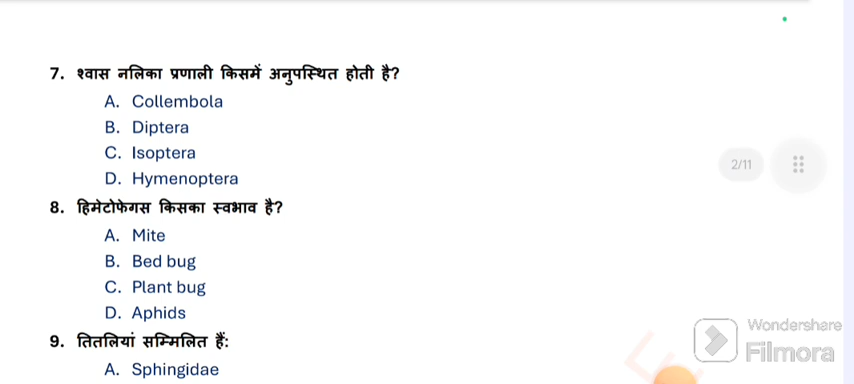 7. श्वास नलिका प्रणाली किसमें अनुपस्थित होती है?
A. Collembola
B. Diptera
C. Isoptera
D. Hymenoptera
2/11
8. हिमेटोफेगस किसका स्वभाव है?
A. Mite
B. Bed bug
C. Plant bug
D. Aphids
9. तितलियां सम्मिलित हैं:
A. Sphingidae
Wondershare
Filmora